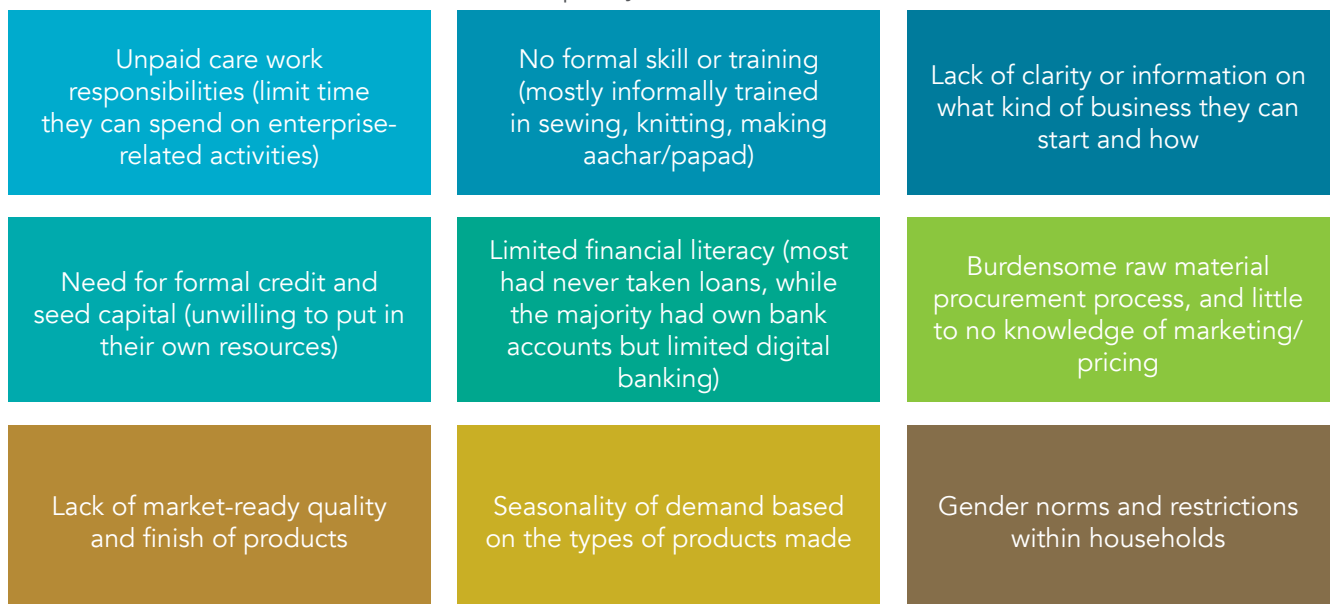 Unpaid care work
responsibilities (limit time
they can spend on enterprise-
related activities)
No formal skill or training
(mostly informally trained
in sewing, knitting, making
aachar/papad)
Lack of clarity or information on
what kind of business they can
start and how
Need for formal credit and
seed capital (unwilling to put in
their own resources)
Limited financial literacy (most
had never taken loans, while
the majority had own bank
accounts but limited digital
banking)
Burdensome raw material
procurement process, and little
to no knowledge of marketing/
pricing
Lack of market-ready quality
and finish of products
Seasonality of demand based
on the types of products made
Gender norms and restrictions
within households